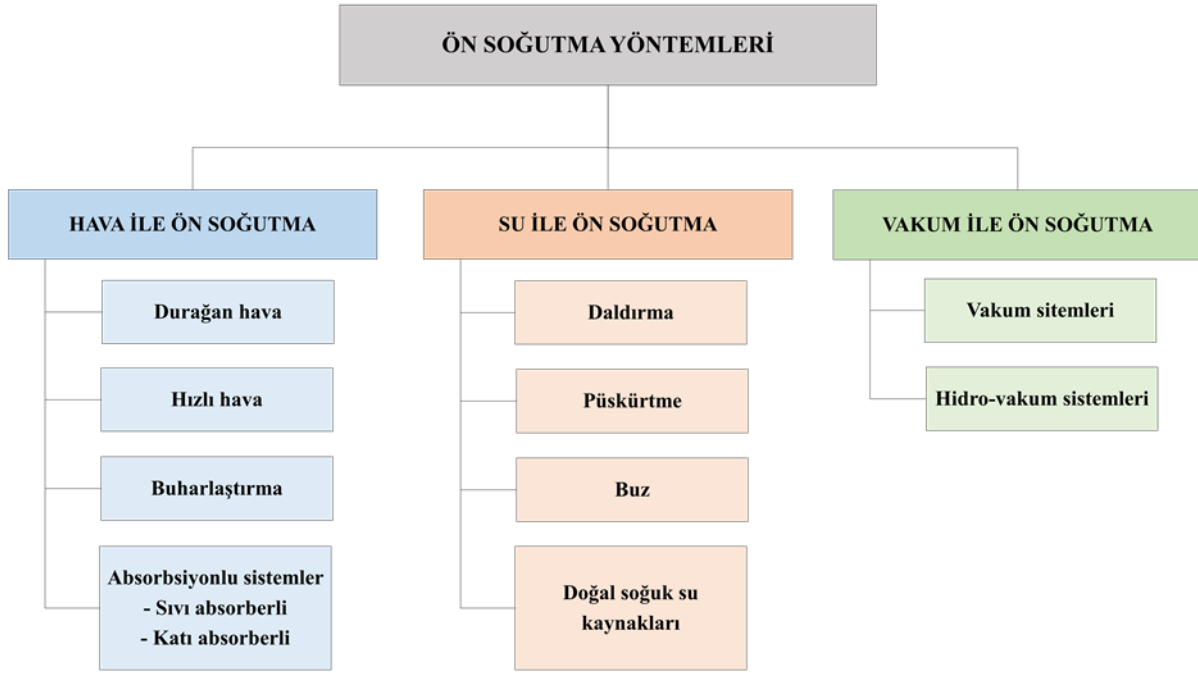 ÖN SOĞUTMA YÖNTEMLERİ
HAVA İLE ÖN SOĞUTMA
Durağan hava
Hızlı hava
Buharlaştırma
Absorbsiyonlu sistemler
- Sıvı absorberli
- Katı absorberli
SU İLE ÖN SOĞUTMA
Daldırma
Püskürtme
Buz
Doğal soğuk su
kaynakları
VAKUM İLE ÖN SOĞUTMA
Vakum sitemleri
Hidro-vakum sistemleri